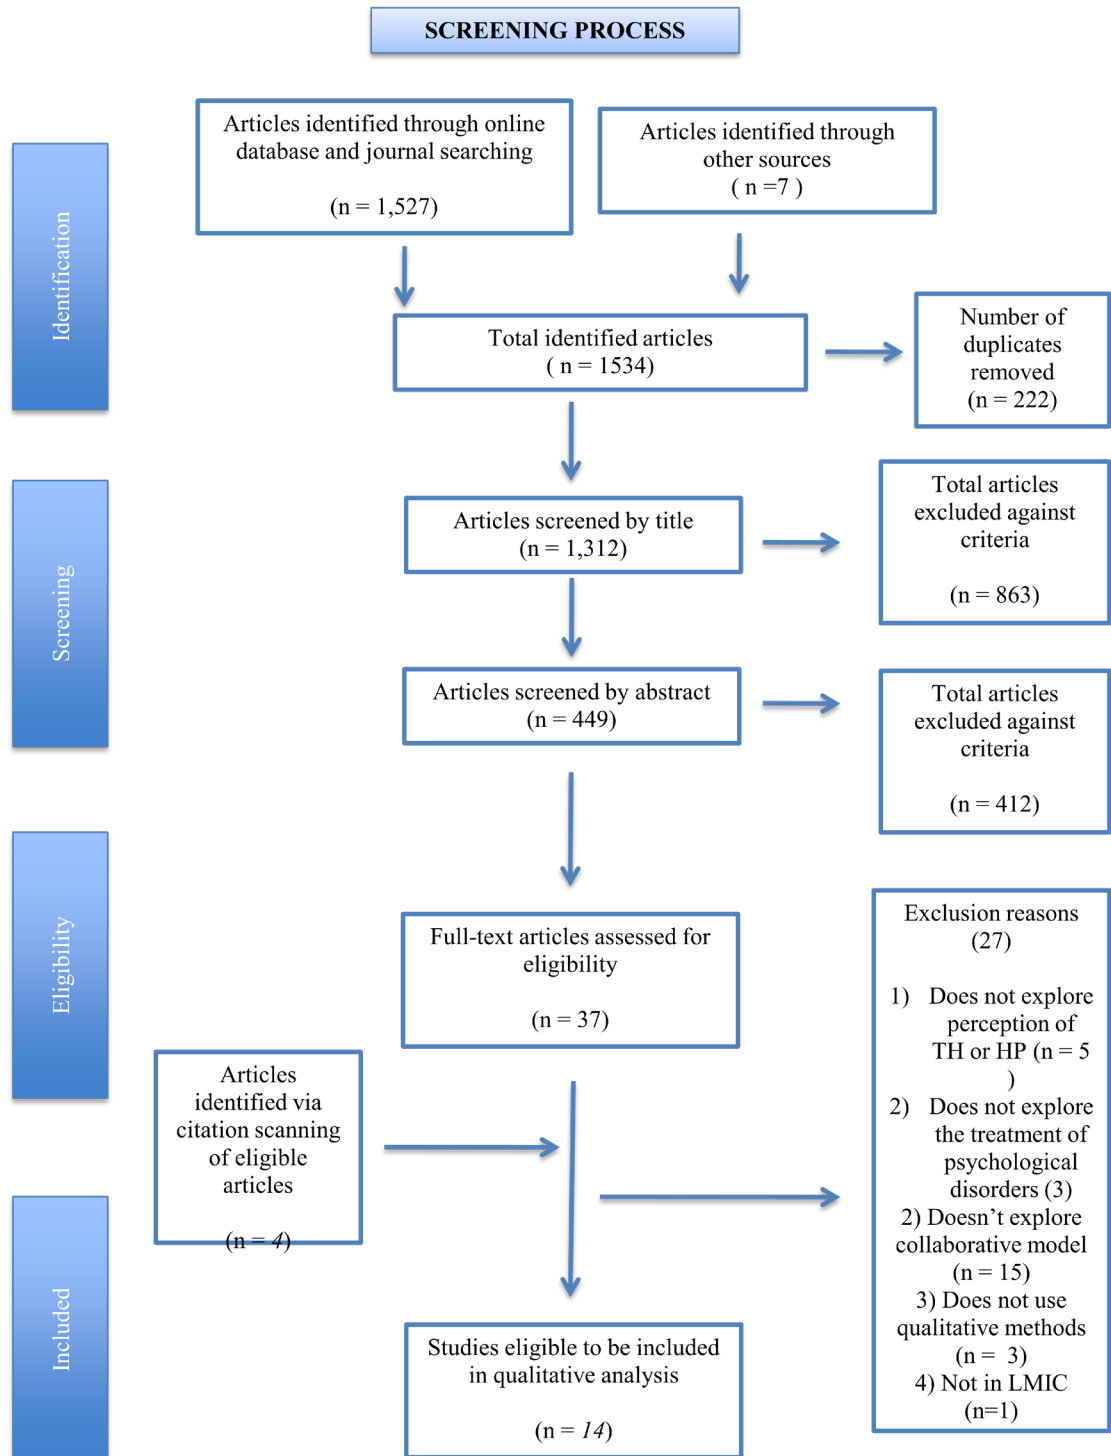 SCREENING PROCESS
Identification
Articles identified through online
database and journal searching
(n = 1,527)
Articles identified through
other sources
( n =7 )
Total identified articles
( n = 1534)
Number of
duplicates
removed
(n = 222)
Screening
Articles screened by title
(n = 1,312)
Total articles
excluded against
criteria
(n = 863)
Articles screened by abstract
(n = 449)
Total articles
excluded against
criteria
(n = 412)
Eligibility
Full-text articles assessed for
eligibility
(n = 37)
Articles
identified via
citation scanning
of eligible
articles
(n = 4)
Exclusion reasons
(27)
1) Does not explore
perception of
TH or HP (n = 5
)
2) Does not explore
the treatment of
psychological
disorders (3)
2) Doesn’t explore
collaborative model
(n = 15)
3) Does not use
qualitative methods
(n = 3)
4) Not in LMIC
(n=1)
Included
Studies eligible to be included
in qualitative analysis
(n = 14)